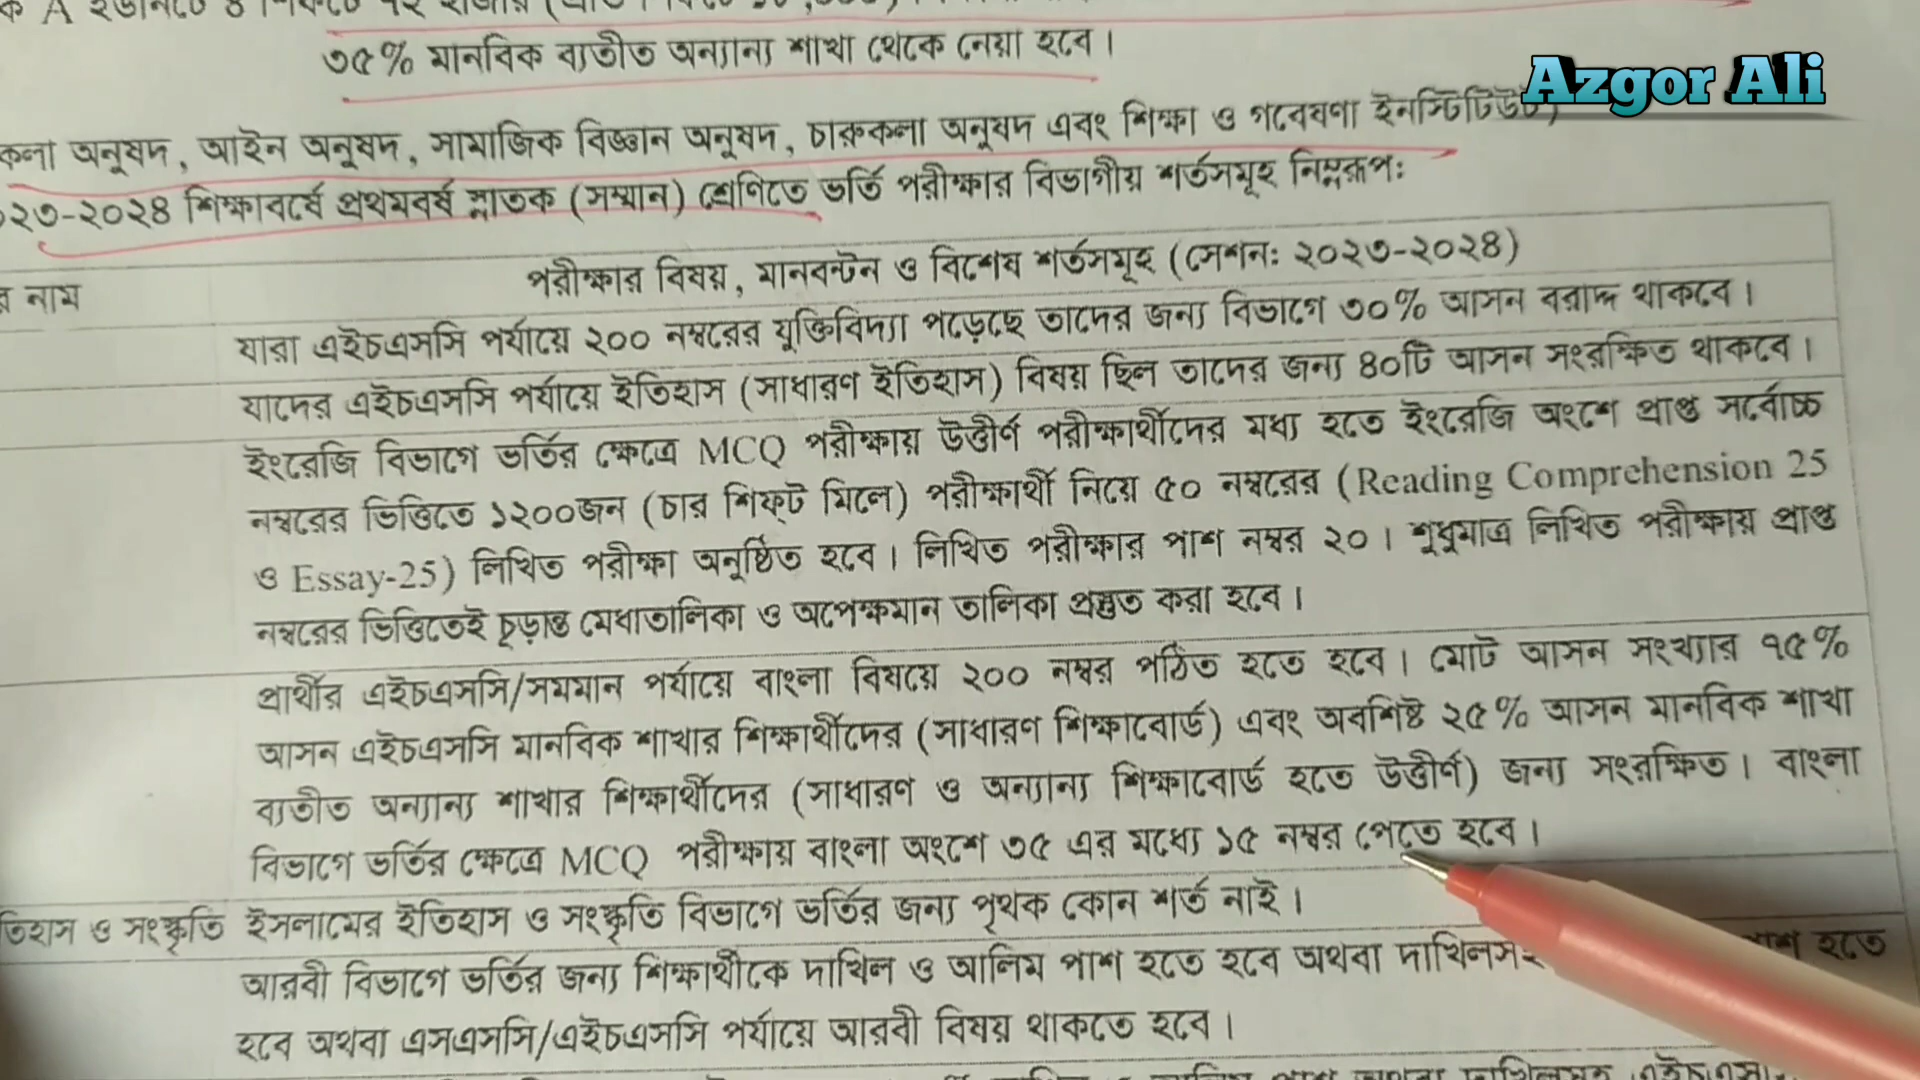 ৩৫% মানবিক ব্যতীত অন্যান্য শাখা থেকে নেয়া হবে।
Azgor Ali
কলা অনুষদ, আইন অনুষদ, সামাজিক বিজ্ঞান অনুষদ, চারুকলা অনুষদ এবং শিক্ষা ও গবেষণা ইনস্টিটিউট)
২৩-২০২৪ শিক্ষাবর্ষে প্রথমবর্ষ স্নাতক (সম্মান) শ্রেণিতে ভর্তি পরীক্ষার বিভাগীয় শর্তসমূহ নিম্নরূপঃ
র নাম
পরীক্ষার বিষয়, মানবন্টন ও বিশেষ শর্তসমূহ (সেশনঃ ২০২৩-২০২৪)
যারা এইচএসসি পর্যায়ে ২০০ নম্বরের যুক্তিবিদ্যা পড়েছে তাদের জন্য বিভাগে ৩০% আসন বরাদ্দ থাকবে।
যাদের এইচএসসি পর্যায়ে ইতিহাস (সাধারণ ইতিহাস) বিষয় ছিল তাদের জন্য ৪০টি আসন সংরক্ষিত থাকবে।
ইংরেজি বিভাগে ভর্তির ক্ষেত্রে MCQ পরীক্ষায় উত্তীর্ণ পরীক্ষার্থীদের মধ্য হতে ইংরেজি অংশে প্রাপ্ত সর্বোচ্চ
নম্বরের ভিত্তিতে ১২০০জন (চার শিফ্‌ট মিলে) পরীক্ষার্থী নিয়ে ৫০ নম্বরের (Reading Comprehension 25
ও Essay-25) লিখিত পরীক্ষা অনুষ্ঠিত হবে। লিখিত পরীক্ষার পাশ নম্বর ২০। শুধুমাত্র লিখিত পরীক্ষায় প্রাপ্ত
নম্বরের ভিত্তিতেই চূড়ান্ত মেধাতালিকা ও অপেক্ষমান তালিকা প্রস্তুত করা হবে।
প্রার্থীর এইচএসসি/সমমান পর্যায়ে বাংলা বিষয়ে ২০০ নম্বর পঠিত হতে হবে। মোট আসন সংখ্যার ৭৫%
আসন এইচএসসি মানবিক শাখার শিক্ষার্থীদের (সাধারণ শিক্ষাবোর্ড) এবং অবশিষ্ট ২৫% আসন মানবিক শাখা
ব্যতীত অন্যান্য শাখার শিক্ষার্থীদের (সাধারণ ও অন্যান্য শিক্ষাবোর্ড হতে উত্তীর্ণ) জন্য সংরক্ষিত। বাংলা
বিভাগে ভর্তির ক্ষেত্রে MCQ পরীক্ষায় বাংলা অংশে ৩৫ এর মধ্যে ১৫ নম্বর পেতে হবে।
তিহাস ও সংস্কৃতি ইসলামের ইতিহাস ও সংস্কৃতি বিভাগে ভর্তির জন্য পৃথক কোন শর্ত নাই।
আরবী বিভাগে ভর্তির জন্য শিক্ষার্থীকে দাখিল ও আলিম পাশ হতে হবে অথবা দাখিলসহ পাশ হতে
হবে অথবা এসএসসি/এইচএসসি পর্যায়ে আরবী বিষয় থাকতে হবে।